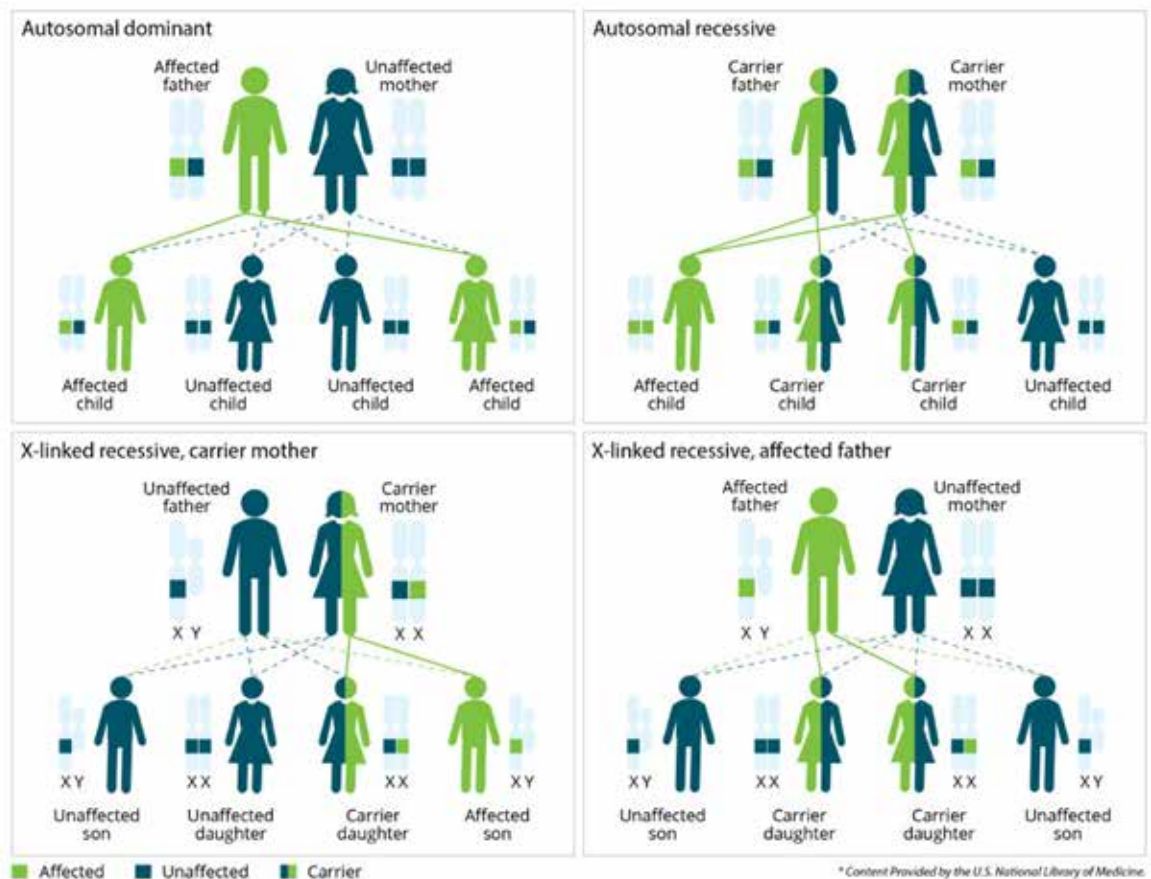 Autosomal dominant
Affected
father
Unaffected
mother
Affected
child
Unaffected
child
Unaffected
child
Affected
child
Autosomal recessive
Carrier
father
Carrier
mother
Affected
child
Carrier
child
Carrier
child
Unaffected
child
X-linked recessive, carrier mother
Unaffected
father
Carrier
mother
X Y
X X
X Y
X X
X X
X Y
Unaffected
son
Unaffected
daughter
Carrier
daughter
Affected
son
X-linked recessive, affected father
Affected
father
Unaffected
mother
X Y
X X
X Y
X X
X X
X Y
Unaffected
son
Carrier
daughter
Carrier
daughter
Unaffected
son
Affected
Unaffected
Carrier
* Content Provided by the U.S. National Library of Medicine.